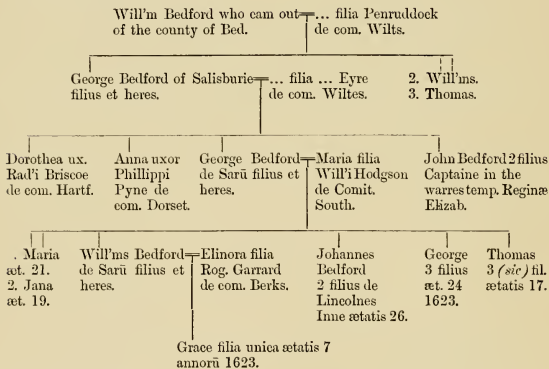 Will'm Bedford who cam out
of the county of Bed.
... filia Penruddock
de com. Wilts.
George Bedford of Salisburie
filius et heres.
... filia ... Eyre
de com. Wiltes.
2. Will'ms.
3. Thomas.
Dorothea ux.
Rad'i Briscoe
de com. Hartf.
Anna uxor
Phillippi
Pyne de
com. Dorset.
George Bedford
de Sarū filius et
heres.
Maria filia
Will'i Hodgson
de Comit.
South.
John Bedford 2 filius
Captaine in the
warres temp. Reginæ
Elizab.
. Maria
æt. 21.
2. Jana
æt. 19.
Will'ms Bedford
de Sarū filius et
heres.
Elinora filia
Rog. Garrard
de com. Berks.
Johannes
Bedford
2 filius de
Lincolnes
Inne ætatis 26.
George
3 filius
æt. 24
1623.
Thomas
3 (sic) fil.
ætatis 17.
Grace filia unica ætatis 7
annorū 1623.